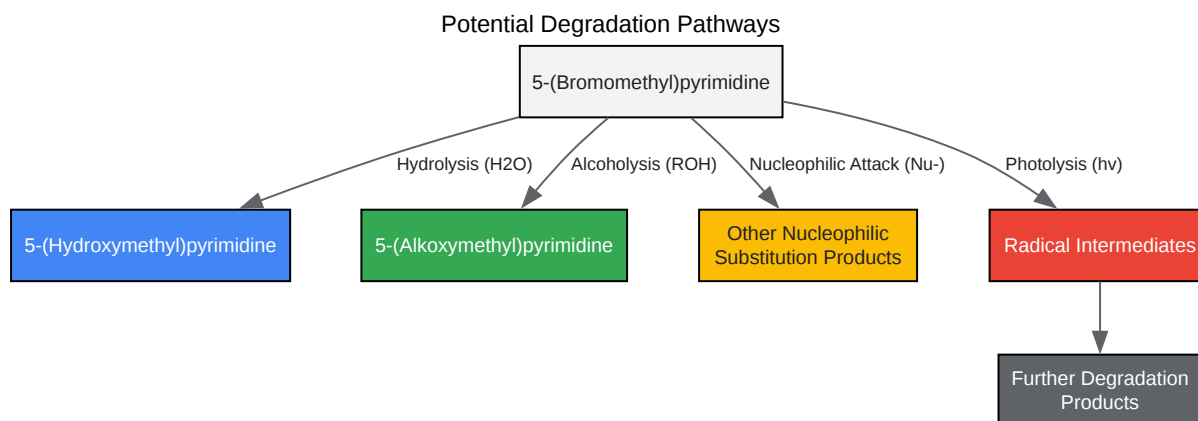 Potential Degradation Pathways
5-(Bromomethyl)pyrimidine
Hydrolysis (H2O)
Alcoholysis (ROH)
Nucleophilic Attack (Nu-)
Photolysis (hv)
5-(Hydroxymethyl)pyrimidine
5-(Alkoxymethyl)pyrimidine
Other Nucleophilic
Substitution Products
Radical Intermediates
Further Degradation
Products